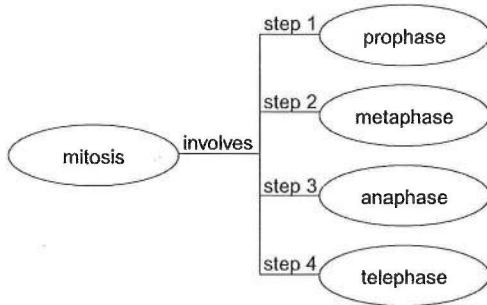 step 1
prophase
step 2
metaphase
mitosis
involves
step 3
anaphase
step 4
telephase